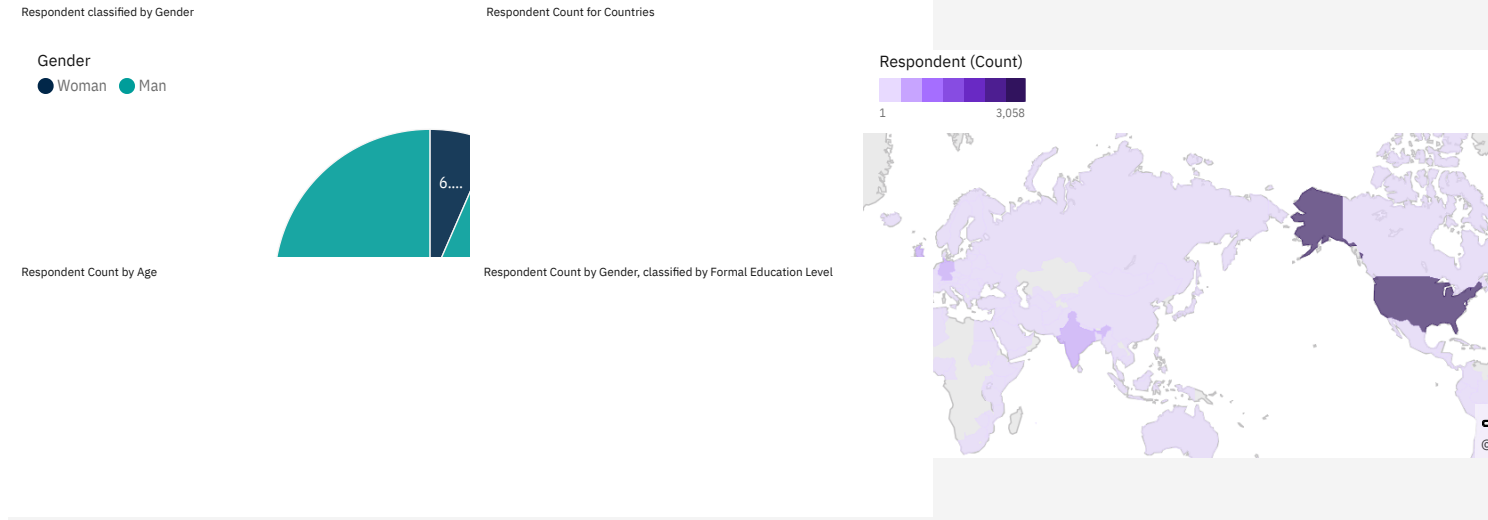 Respondent classified by Gender
Respondent Count for Countries
Gender
Woman Man
6....
Respondent (Count)
1 3,058
Respondent Count by Age
Respondent Count by Gender, classified by Formal Education Level
©